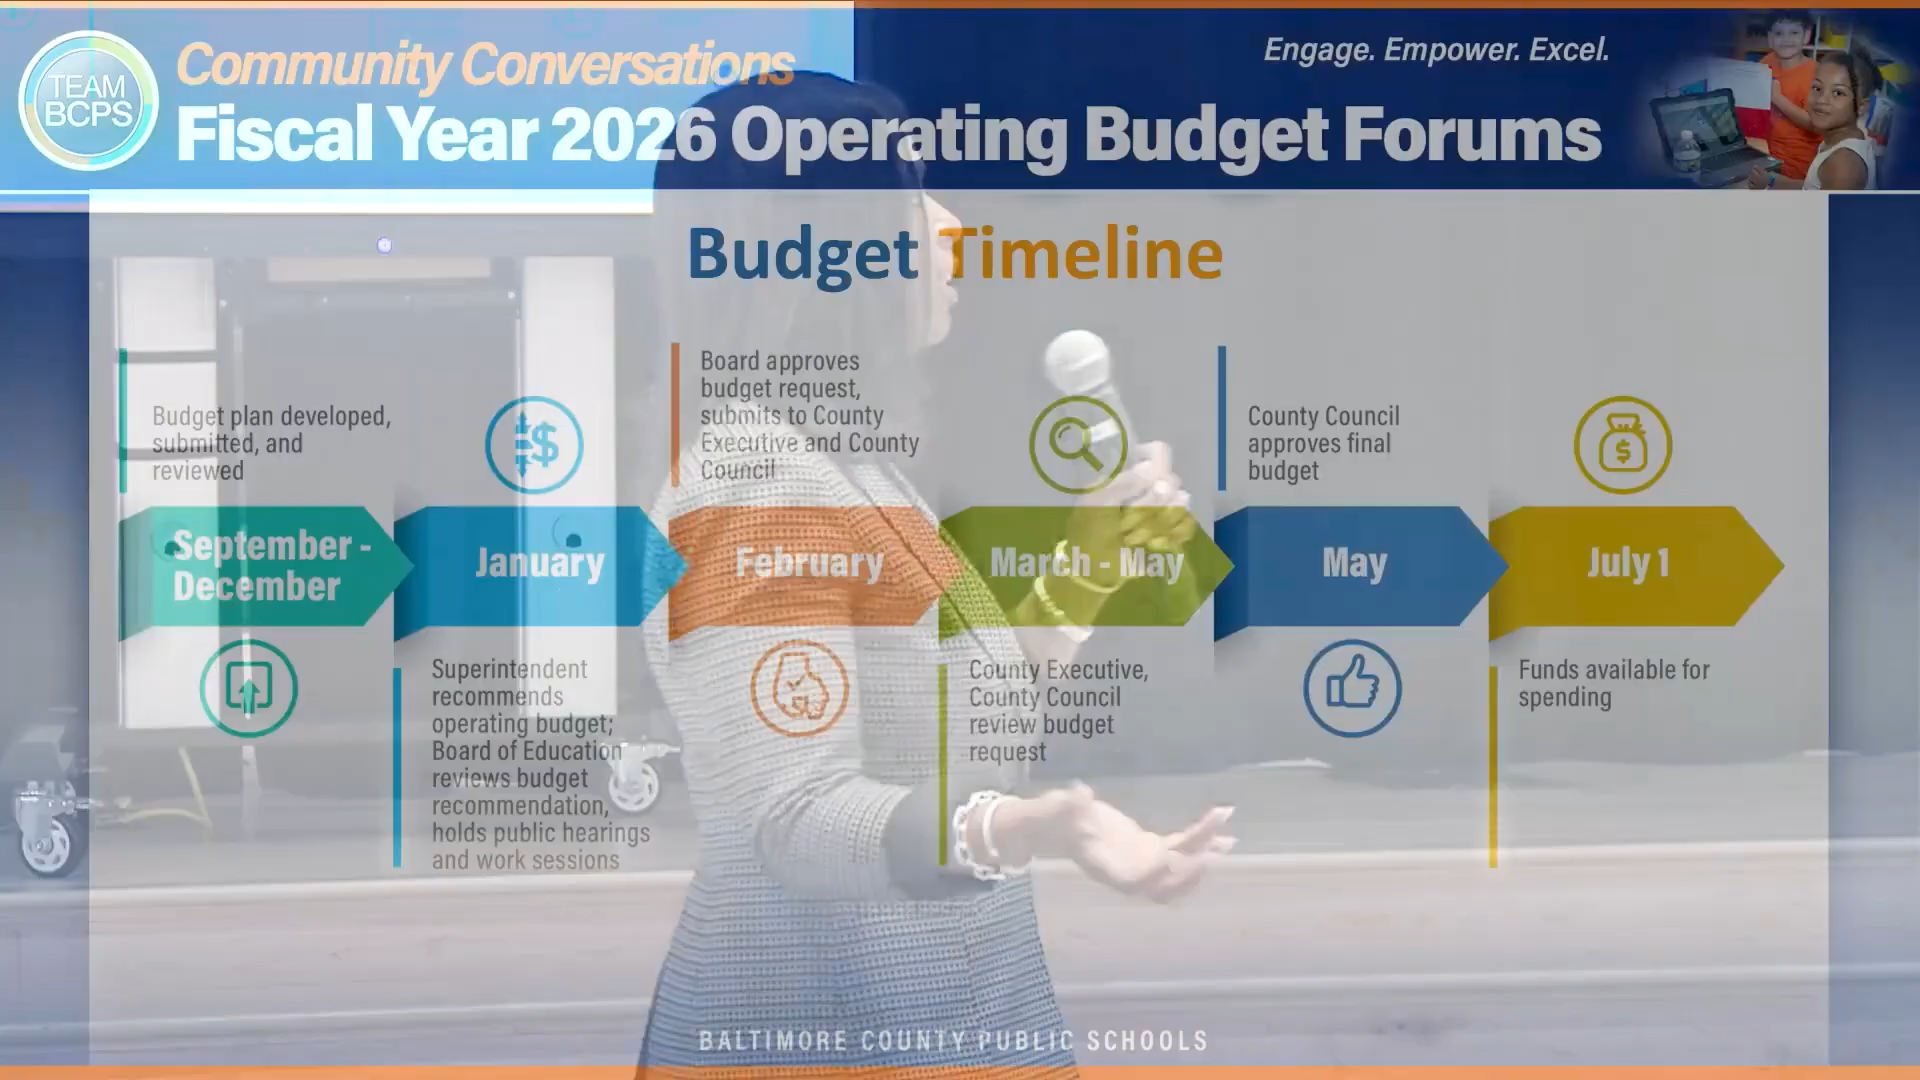 TEAM
BCPS
Community Conversations
Fiscal Year 2026 Operating Budget Forums
Engage. Empower. Excel.
Budget Timeline
Budget plan developed,
submitted, and
reviewed
Board approves
budget request,
submits to County
Executive and County
Council
County Council
approves final
budget
September -
December
January
February
March - May
May
July 1
Superintendent
recommends
operating budget;
Board of Education
reviews budget
recommendation,
holds public hearings
and work sessions
County Executive,
County Council
review budget
request
Funds available for
spending
BALTIMORE COUNTY PUBLIC SCHOOLS